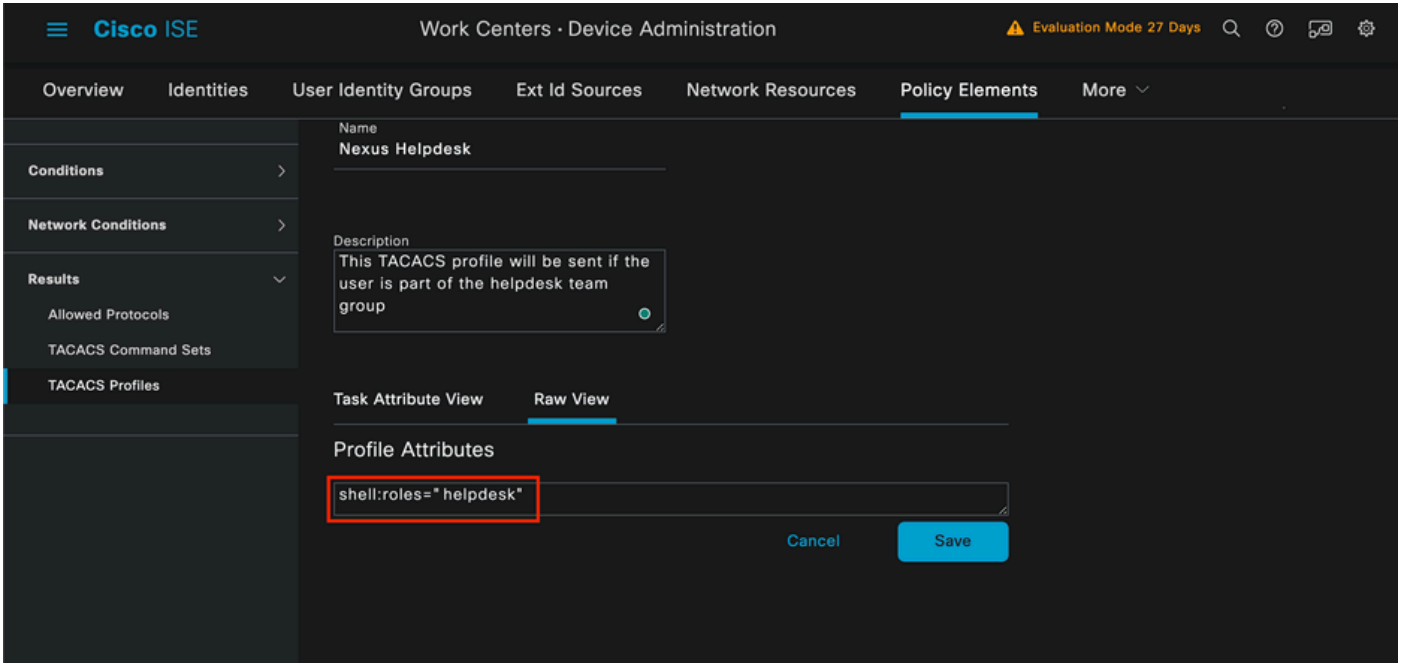 Cisco ISE
Work Centers · Device Administration
Evaluation Mode 27 Days
Overview
Identities
User Identity Groups
Ext Id Sources
Network Resources
Policy Elements
More
Conditions
Network Conditions
Results
Allowed Protocols
TACACS Command Sets
TACACS Profiles
Name
Nexus Helpdesk
Description
This TACACS profile will be sent if the
user is part of the helpdesk team
group
Task Attribute View
Raw View
Profile Attributes
shell:roles="helpdesk"
Cancel
Save